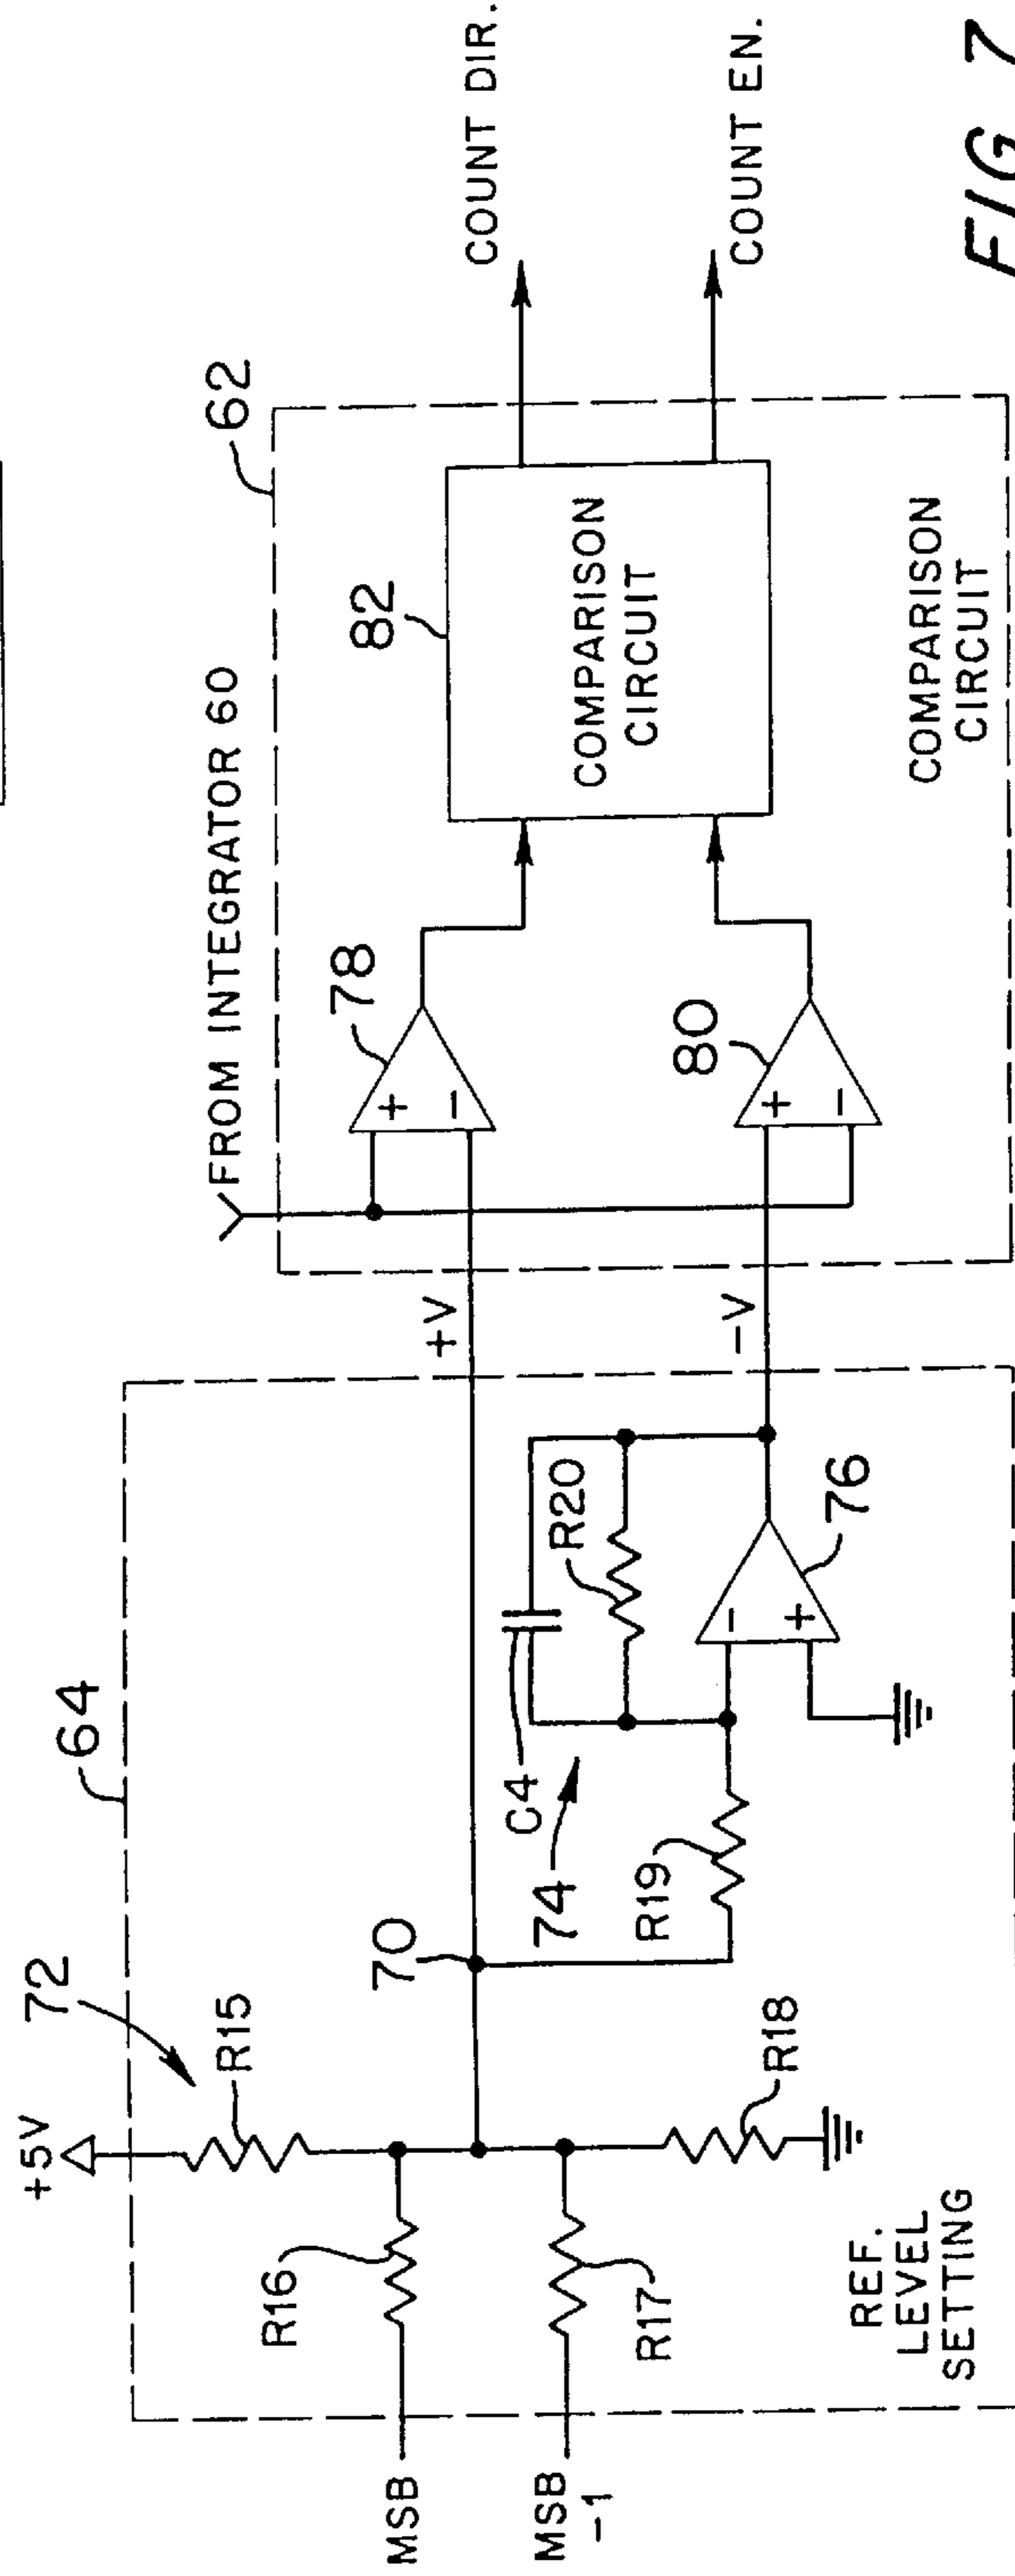 +5V
72
64
R15
R16
MSB
MSB
-1
R17
R18
REF.
LEVEL
SETTING
70
C4
74
R19
R20
76
+
−
+V
−V
FROM INTEGRATOR 60
62
78
+
−
80
+
−
82
COMPARISON
CIRCUIT
COMPARISON
CIRCUIT
COUNT DIR.
COUNT EN.
FIG 7